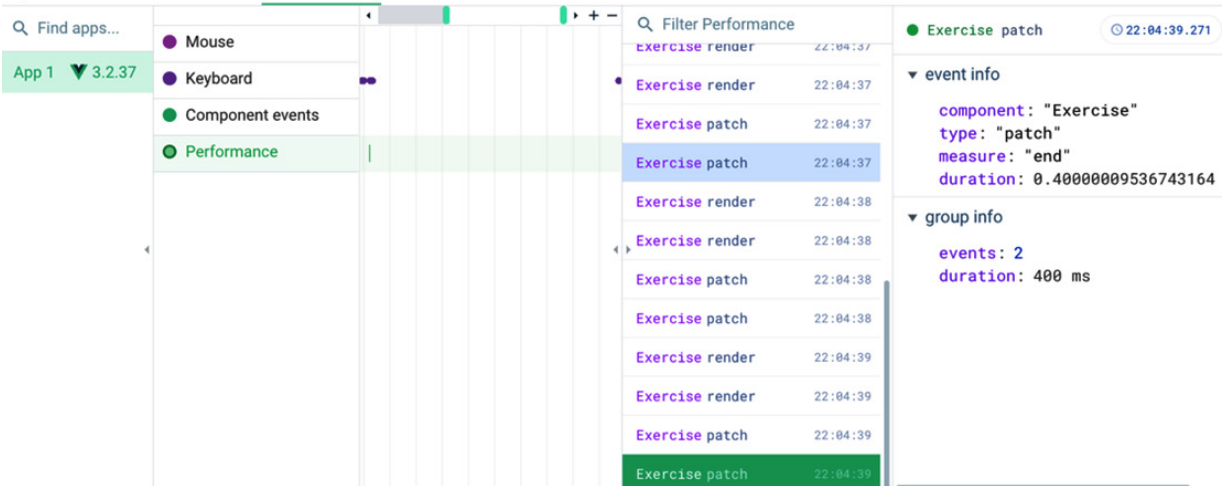 Find apps...
App 1 3.2.37
Mouse
Keyboard
Component events
Performance
+ −
Filter Performance
Exercise render 22:04:37
Exercise render 22:04:37
Exercise patch 22:04:37
Exercise patch 22:04:37
Exercise render 22:04:38
Exercise render 22:04:38
Exercise patch 22:04:38
Exercise patch 22:04:38
Exercise render 22:04:39
Exercise render 22:04:39
Exercise patch 22:04:39
Exercise patch 22:04:39
Exercise patch 22:04:39.271
event info
component: "Exercise"
type: "patch"
measure: "end"
duration: 0.40000009536743164
group info
events: 2
duration: 400 ms